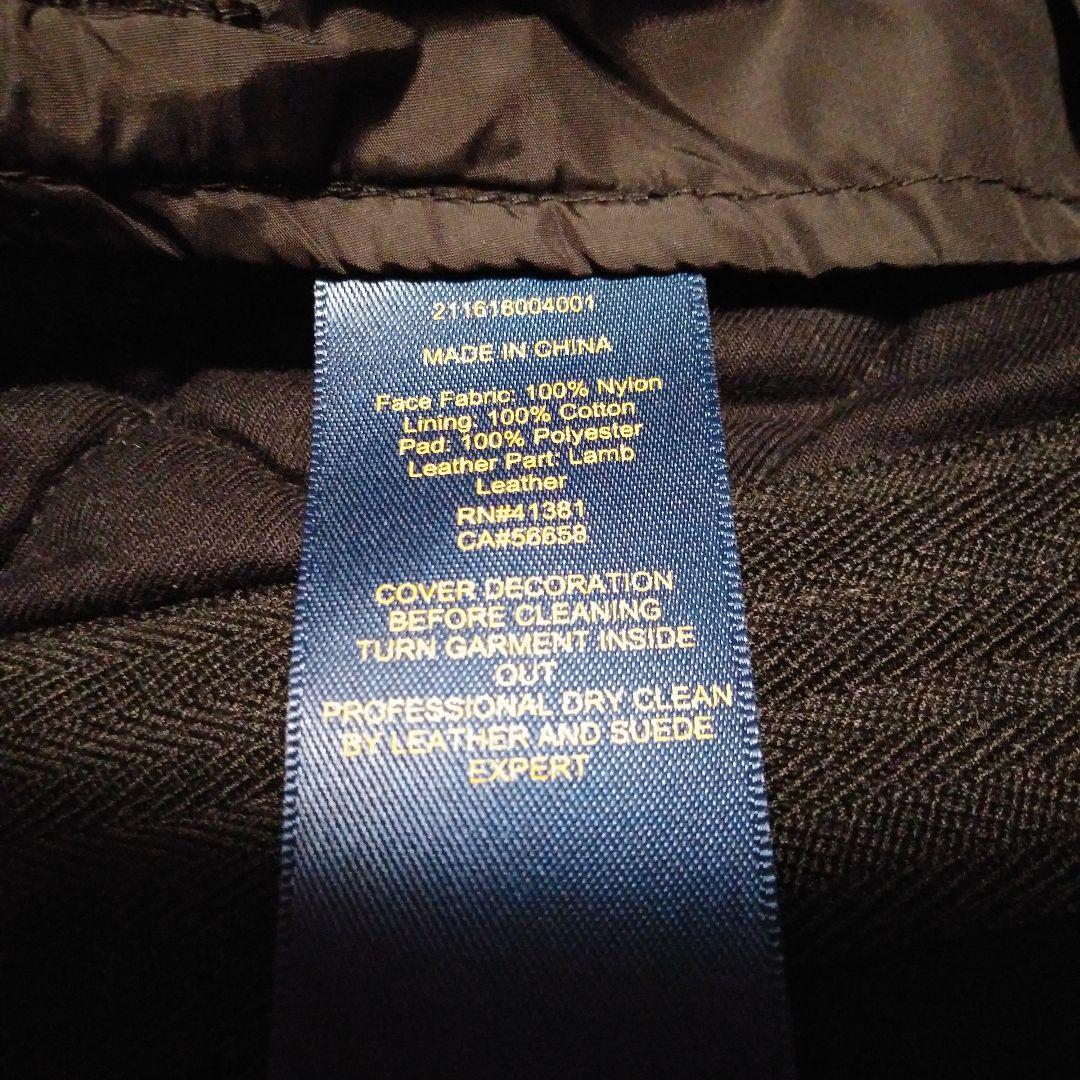 211618004001
MADE IN CHINA
Face Fabric: 100% Nylon
Lining: 100% Cotton
Pad: 100% Polyester
Leather Part: Lamb
Leather
RN#41381
CA#56658
COVER DECORATION
BEFORE CLEANING
TURN GARMENT INSIDE
OUT
PROFESSIONAL DRY CLEAN
BY LEATHER AND SUEDE
EXPERT